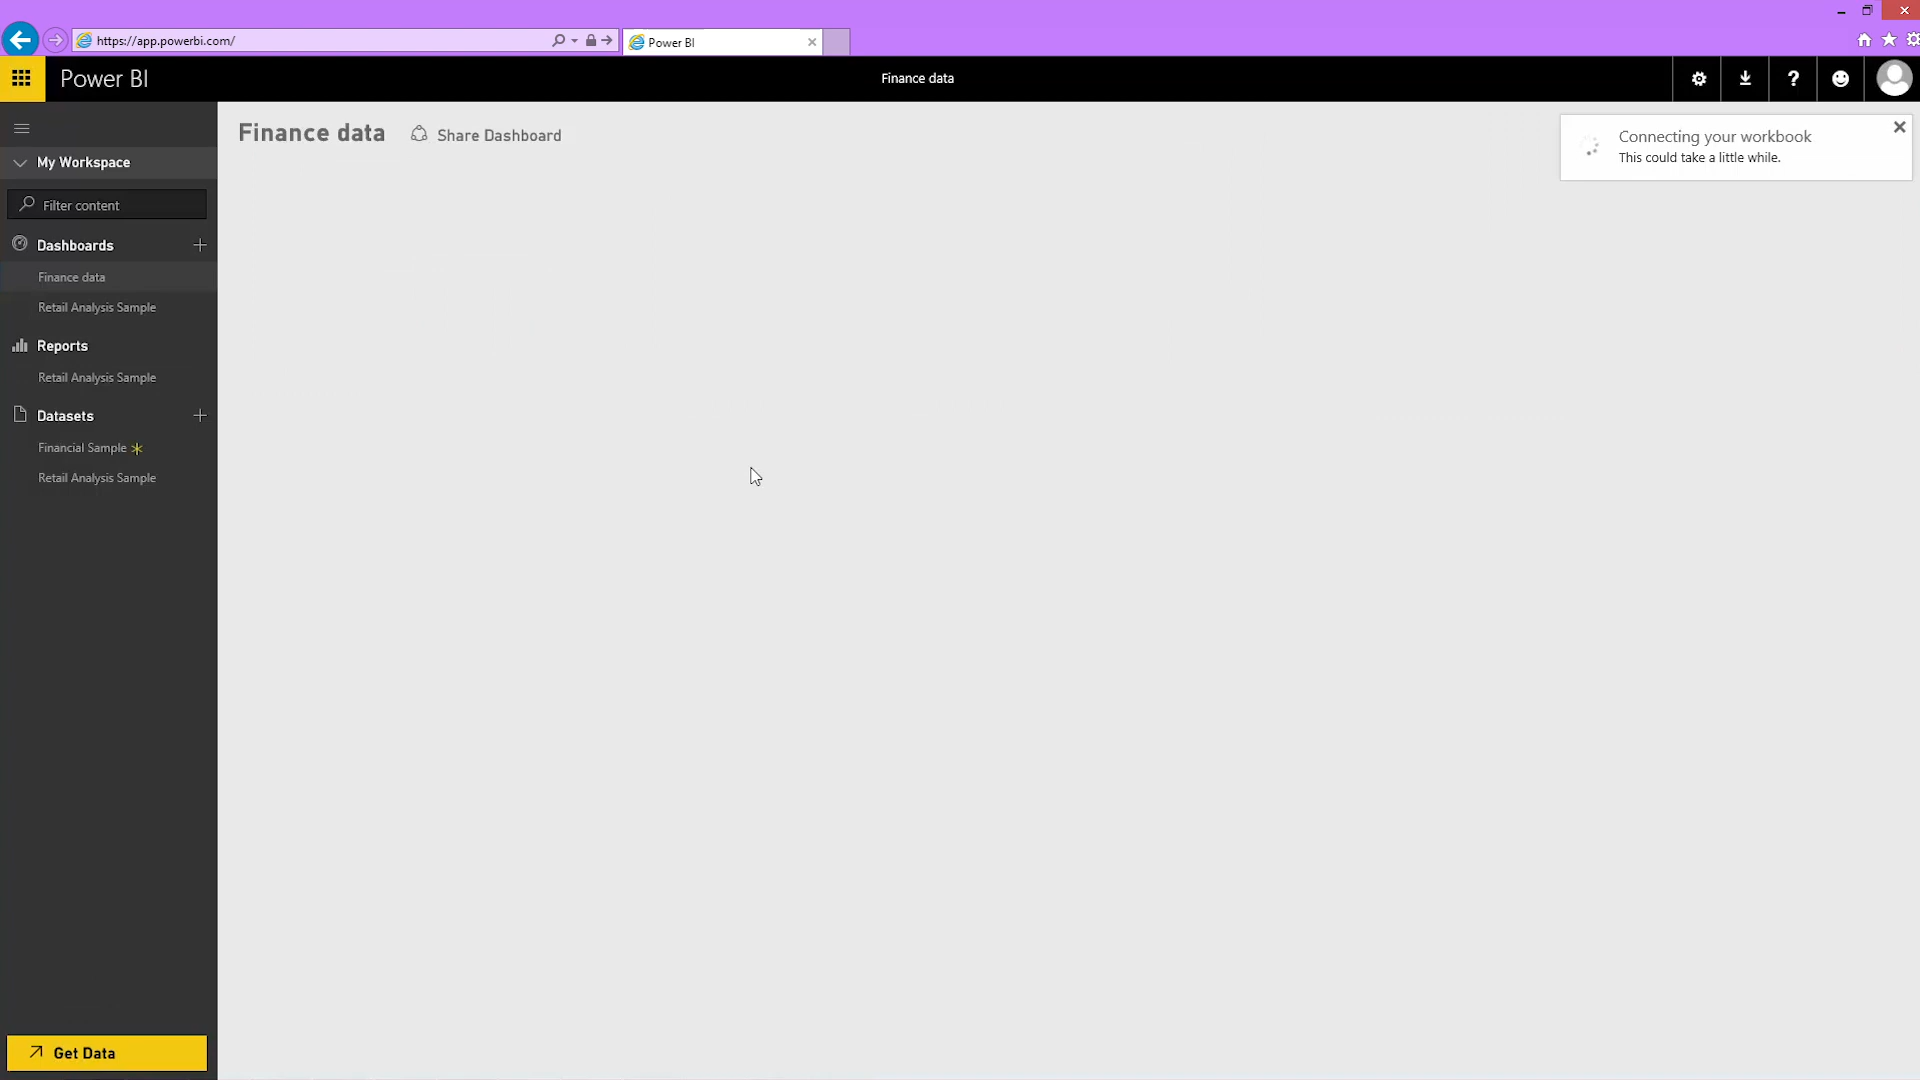 https://app.powerbi.com/
Power BI
Power BI
Finance data
Finance data
Share Dashboard
Connecting your workbook
This could take a little while.
My Workspace
Filter content
Dashboards
Finance data
Retail Analysis Sample
Reports
Retail Analysis Sample
Datasets
Financial Sample
Retail Analysis Sample
Get Data